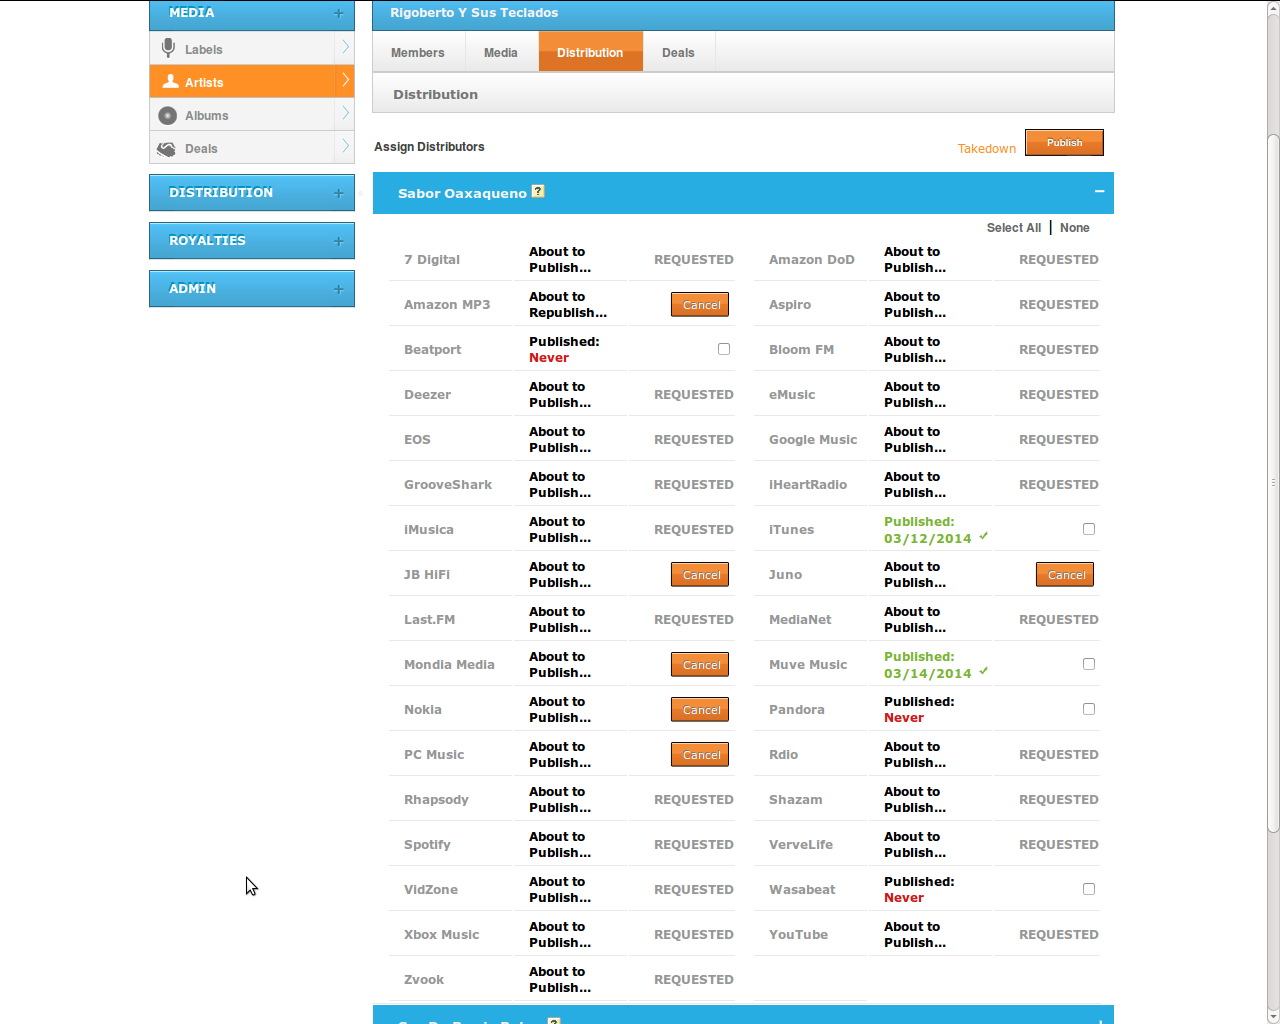 MEDIA +
Labels
Artists
Albums
Deals
DISTRIBUTION +
ROYALTIES +
ADMIN +
Rigoberto Y Sus Teclados
Members Media Distribution Deals
Distribution
Assign Distributors Takedown Publish
Sabor Oaxaqueno ? −
Select All | None
7 Digital About to Publish... REQUESTED Amazon DoD About to Publish... REQUESTED
Amazon MP3 About to Republish... Cancel Aspiro About to Publish... REQUESTED
Beatport Published: Never Bloom FM About to Publish... REQUESTED
Deezer About to Publish... REQUESTED eMusic About to Publish... REQUESTED
EOS About to Publish... REQUESTED Google Music About to Publish... REQUESTED
GrooveShark About to Publish... REQUESTED iHeartRadio About to Publish... REQUESTED
iMusica About to Publish... REQUESTED iTunes Published: 03/12/2014 ✓
JB HiFi About to Publish... Cancel Juno About to Publish... Cancel
Last.FM About to Publish... REQUESTED MediaNet About to Publish... REQUESTED
Mondia Media About to Publish... Cancel Muve Music Published: 03/14/2014 ✓
Nokia About to Publish... Cancel Pandora Published: Never
PC Music About to Publish... Cancel Rdio About to Publish... REQUESTED
Rhapsody About to Publish... REQUESTED Shazam About to Publish... REQUESTED
Spotify About to Publish... REQUESTED VerveLife About to Publish... REQUESTED
VidZone About to Publish... REQUESTED Wasabeat Published: Never
Xbox Music About to Publish... REQUESTED YouTube About to Publish... REQUESTED
Zvook About to Publish... REQUESTED